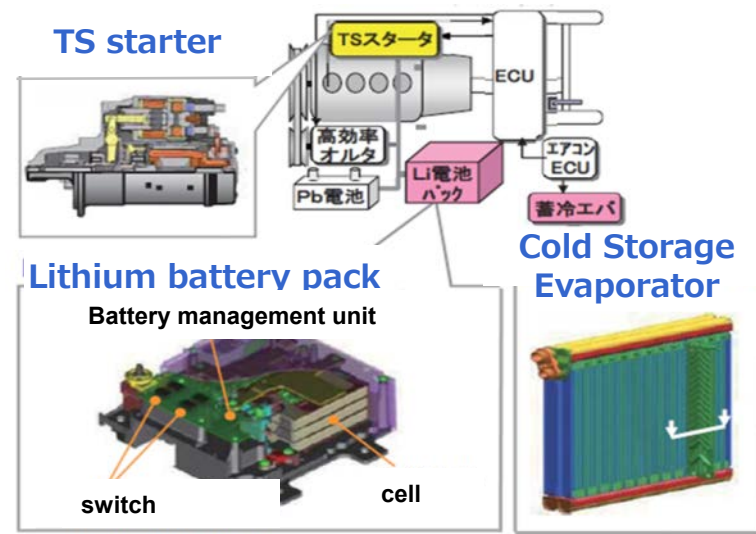 TS starter
TSスタータ
ECU
高効率
オルタ
エアコン
ECU
Pb電池
Li電池
パック
蓄冷エバ
Cold Storage
Evaporator
Lithium battery pack
Battery management unit
switch
cell